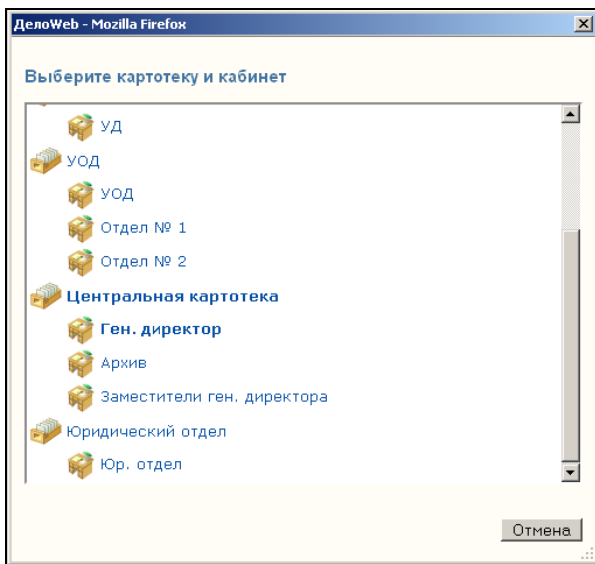 ДелоWeb - Mozilla Firefox
Выберите картотеку и кабинет
УД
УОД
УОД
Отдел № 1
Отдел № 2
Центральная картотека
Ген. директор
Архив
Заместители ген. директора
Юридический отдел
Юр. отдел
Отмена